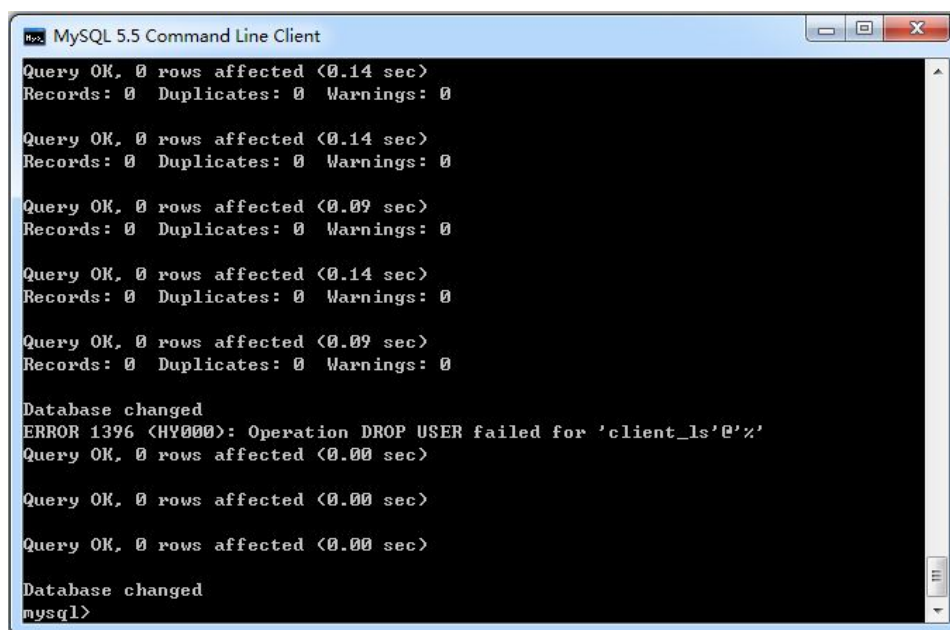 MySQL 5.5 Command Line Client
Query OK, 0 rows affected (0.14 sec)
Records: 0  Duplicates: 0  Warnings: 0
Query OK, 0 rows affected (0.14 sec)
Records: 0  Duplicates: 0  Warnings: 0
Query OK, 0 rows affected (0.09 sec)
Records: 0  Duplicates: 0  Warnings: 0
Query OK, 0 rows affected (0.14 sec)
Records: 0  Duplicates: 0  Warnings: 0
Query OK, 0 rows affected (0.09 sec)
Records: 0  Duplicates: 0  Warnings: 0
Database changed
ERROR 1396 (HY000): Operation DROP USER failed for 'client_ls'@'%'
Query OK, 0 rows affected (0.00 sec)
Query OK, 0 rows affected (0.00 sec)
Query OK, 0 rows affected (0.00 sec)
Database changed
mysql>